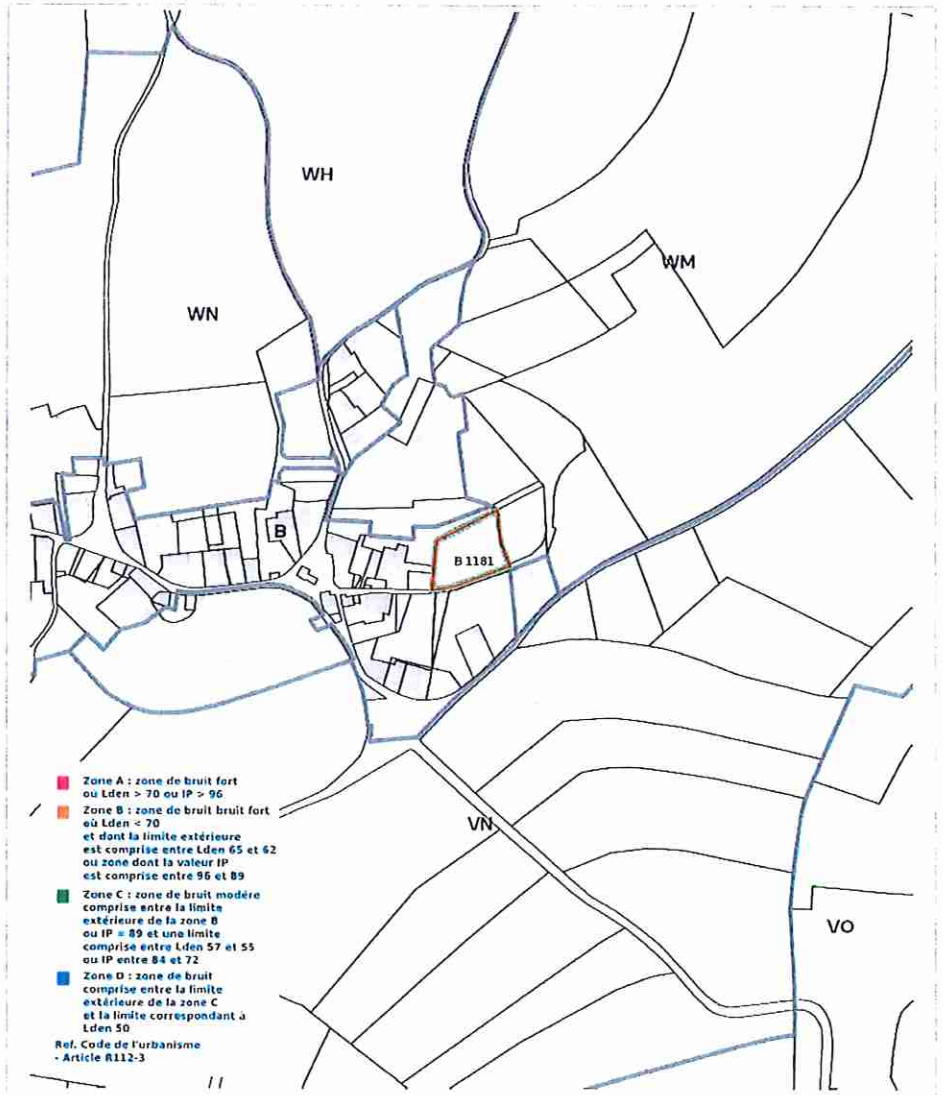 WH
WM
WN
B
B 1181
Zone A : zone de bruit fort
où Lden > 70 ou IP > 96
Zone B : zone de bruit bruit fort
où Lden < 70
et dont la limite extérieure
est comprise entre Lden 65 et 62
ou zone dont la valeur IP
est comprise entre 96 et 89
Zone C : zone de bruit modéré
comprise entre la limite
extérieure de la zone B
ou IP = 89 et une limite
comprise entre Lden 57 et 55
ou IP entre 84 et 72
Zone D : zone de bruit
comprise entre la limite
extérieure de la zone C
et la limite correspondant à
Lden 50
Ref. Code de l'urbanisme
- Article R112-3
VN
VO